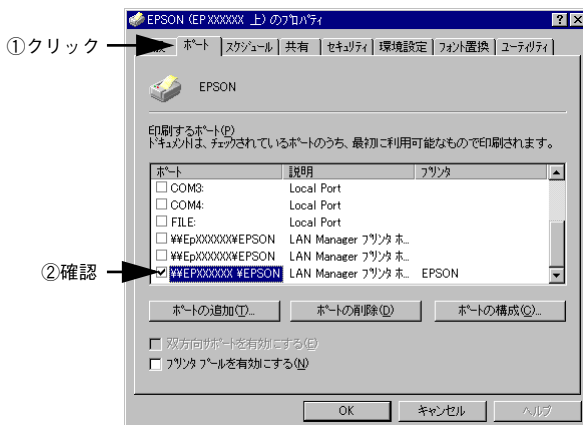 EPSON (EPXXXXXX 上) のﾌﾟﾛﾊﾟﾃｨ
①クリック
ﾎﾟｰﾄ ｽｹｼﾞｭｰﾙ 共有 ｾｷｭﾘﾃｨ 環境設定 ﾌｫﾝﾄ置換 ﾕｰﾃｨﾘﾃｨ
EPSON
印刷するﾎﾟｰﾄ(P)
ﾄﾞｷｭﾒﾝﾄは、ﾁｪｯｸされているﾎﾟｰﾄのうち、最初に利用可能なもので印刷されます。
ﾎﾟｰﾄ 説明 ﾌﾟﾘﾝﾀ
COM3: Local Port
COM4: Local Port
FILE: Local Port
¥¥EpXXXXXX¥EPSON LAN Manager ﾌﾟﾘﾝﾀ ホ...
¥¥EpXXXXXX¥EPSON LAN Manager ﾌﾟﾘﾝﾀ ホ...
②確認
¥¥EPXXXXXX ¥EPSON LAN Manager ﾌﾟﾘﾝﾀ ホ... EPSON
ﾎﾟｰﾄの追加(T)... ﾎﾟｰﾄの削除(D) ﾎﾟｰﾄの構成(C)...
双方向ｻﾎﾟｰﾄを有効にする(E)
ﾌﾟﾘﾝﾀ ﾌﾟｰﾙを有効にする(N)
OK ｷｬﾝｾﾙ ﾍﾙﾌﾟ